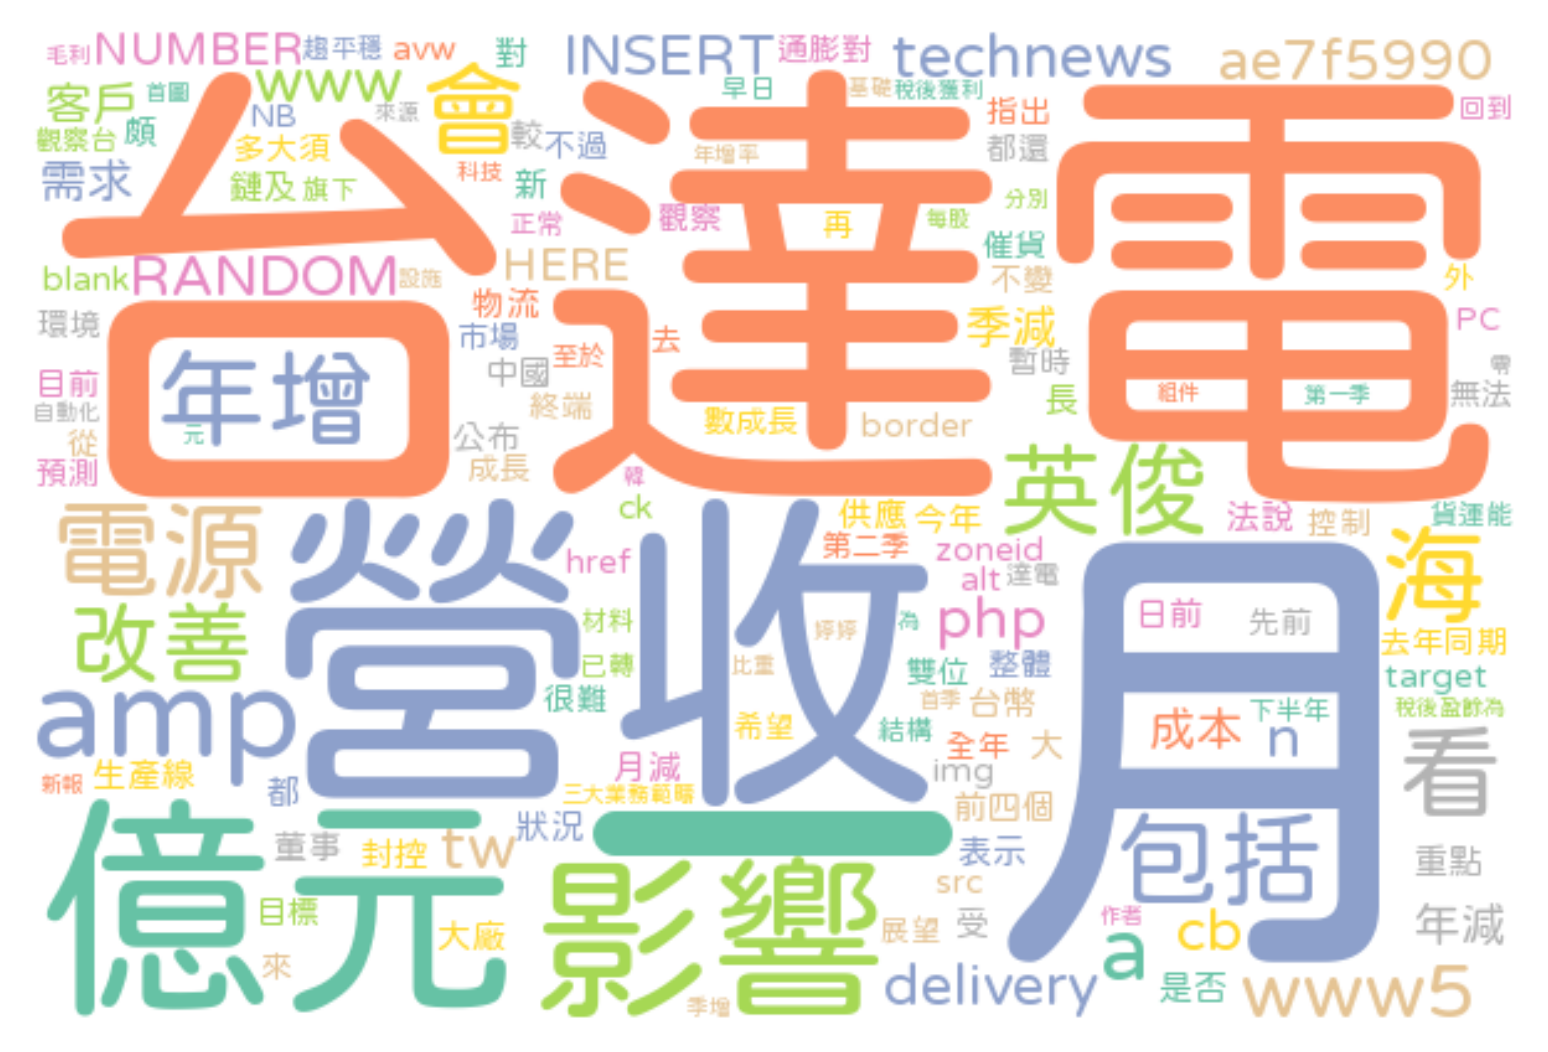 毛利 NUMBER 趨平穩 avw 對 INSERT 通膨對 technews ae7f5990
客戶 首圖 www 會 早日 基礎 稅後獲利 指出 回到
觀察台 頗 NB 來源 較 不過 都還
多大須 年增率
需求 鏈及 旗下 科技 新 分別
正常 觀察 再 每股 催貨
台達電
blank RANDOM 設施 HERE 不變 外
環境 物流 市場 去 季減 PC
年增 中國 至於 暫時 零
目前 終端 長 組件 第一季 無法
自動化 元 數成長 border
從 公布
預測 成長 韓 英俊
電源 ck 供應 今年 法說 控制 貨運能
href 第二季 zoneid 海
alt 達電
營收月
改善 材料 婷婷 為 php 日前 先前 去年同期
已轉 比重 雙位 整體 target
amp 很難 希望 首季 台幣 下半年 稅後盈餘為
結構 全年 大 成本 n
新報 生產線 月減 img 看
都 三大業務範疇 前四個
一
億元 董事 封控 tw 狀況 表示 包括 重點
影響 src
目標 大廠 展望 受 作者 cb 年減
來 季增 delivery a 是否 www5